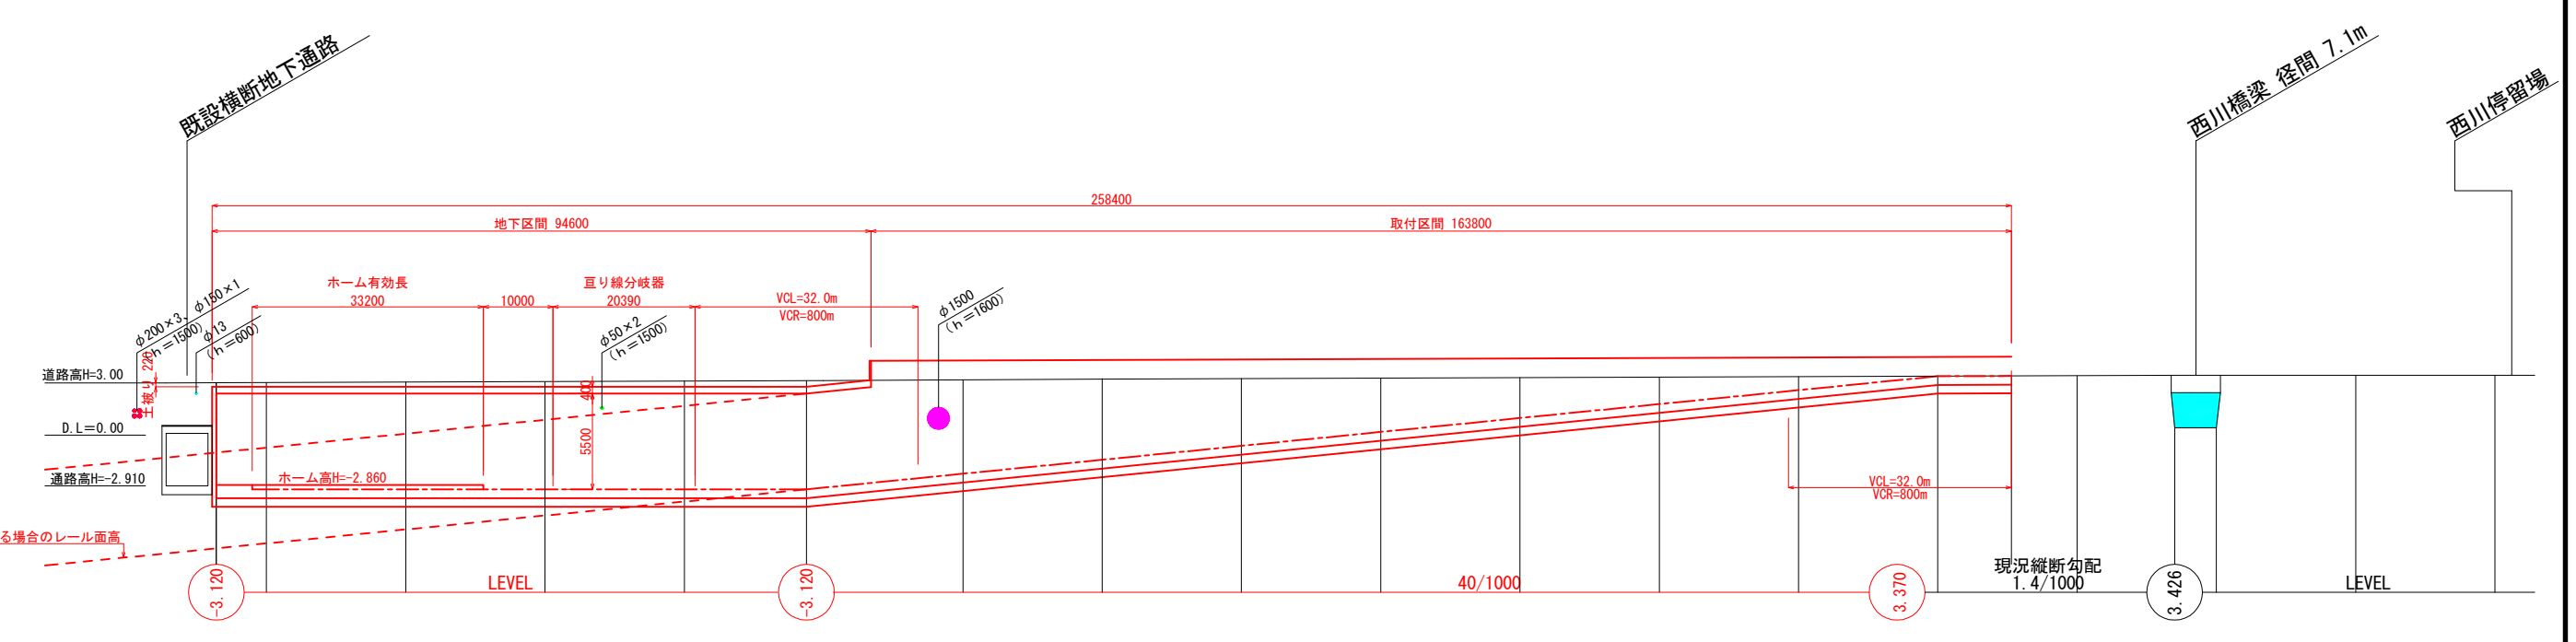 既設横断地下通路
西川橋梁 径間 7.1m
西川停留場
258400
地下区間 94600
取付区間 163800
ホーム有効長
33200
10000
亘り線分岐器
20390
VCL=32.0m
VCR=800m
φ200×3、φ150×1
(h=1500)
φ13
(h=600)
φ50×2
(h=1500)
φ1500
(h=1600)
土被り 220
道路高H=3.00
D.L=0.00
通路高H=-2.910
400
5500
ホーム高H=-2.860
VCL=32.0m
VCR=800m
る場合のレール面高
-3.120
LEVEL
-3.120
40/1000
3.370
現況縦断勾配
1.4/1000
3.426
LEVEL